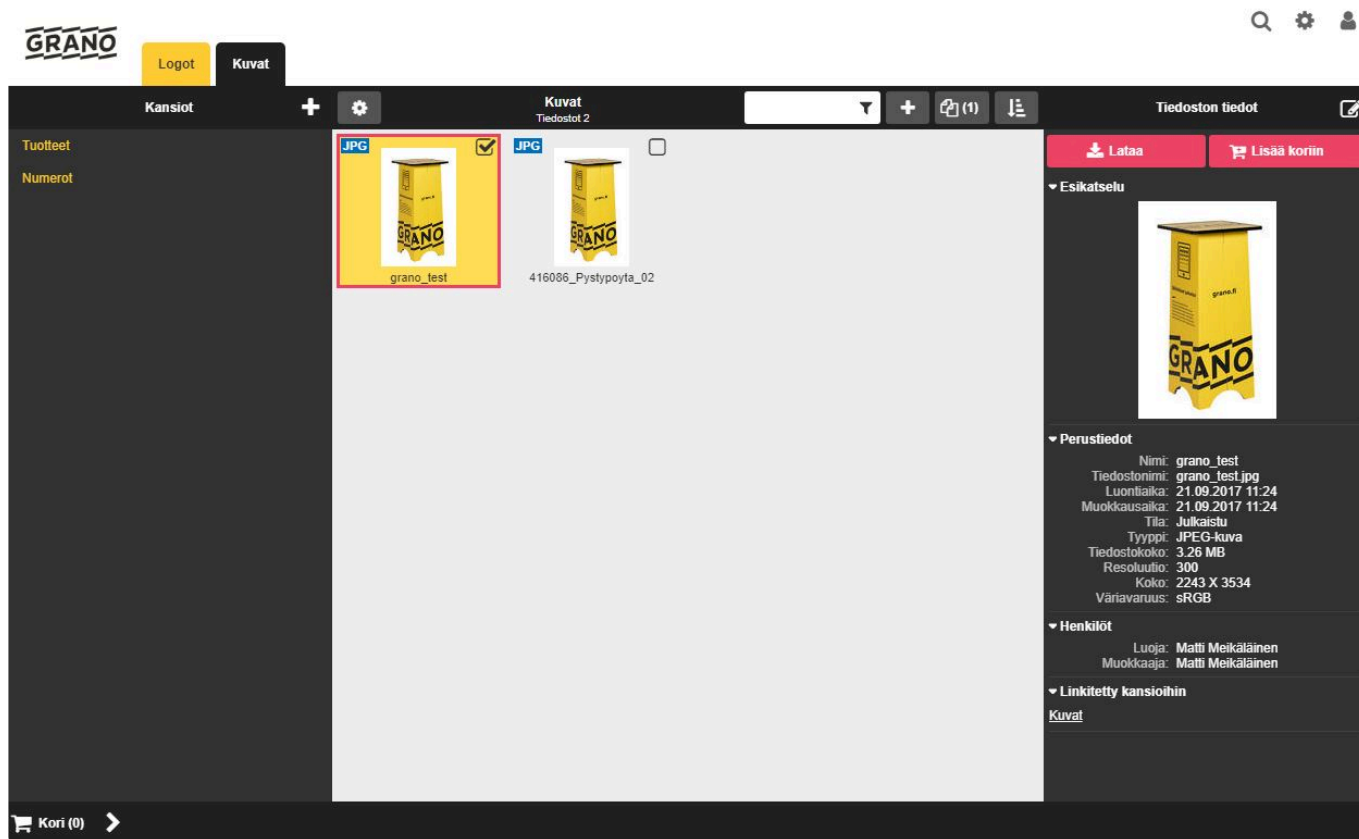 GRANO
Logot
Kuvat
Kansiot
Kuvat
Tiedostot 2
(1)
Tiedoston tiedot
Tuotteet
Numerot
JPG
GRANO
grano_test
JPG
GRANO
416086_Pystypoyta_02
Lataa
Lisää koriin
Esikatselu
grano.fi
GRANO
Perustiedot
Nimi: grano_test
Tiedostonimi: grano_test.jpg
Luontiaika: 21.09.2017 11:24
Muokkausaika: 21.09.2017 11:24
Tila: Julkaistu
Tyyppi: JPEG-kuva
Tiedostokoko: 3.26 MB
Resoluutio: 300
Koko: 2243 X 3534
Väriavaruus: sRGB
Henkilöt
Luoja: Matti Meikäläinen
Muokkaaja: Matti Meikäläinen
Linkitetty kansioihin
Kuvat
Kori (0)